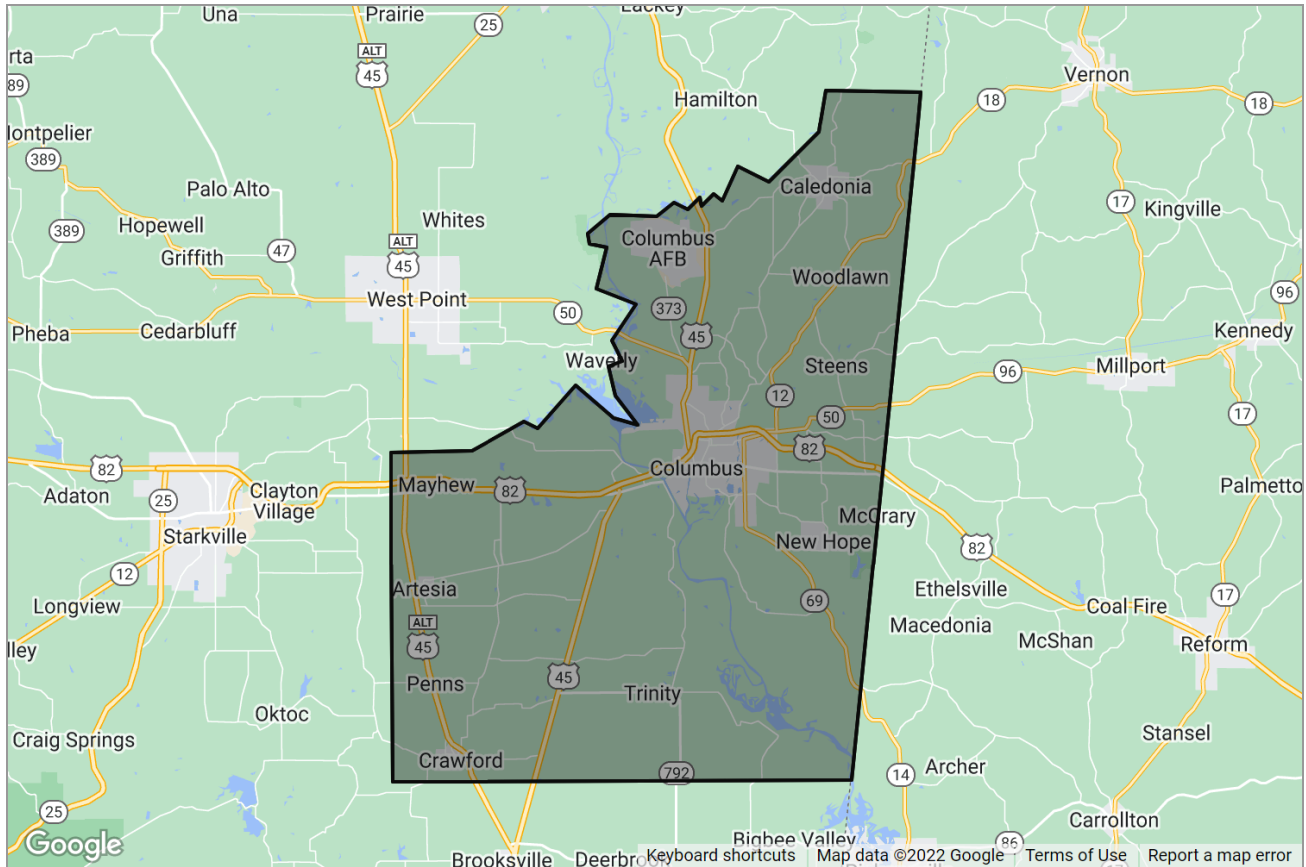 Una
Prairie
Lackey
25
ALT
45
rta
89
Hamilton
Vernon
18
18
Montpelier
389
Palo Alto
Caledonia
17
Kingville
Hopewell
389
Whites
Griffith
47
ALT
45
Columbus
AFB
Woodlawn
96
West Point
50
373
Pheba
Cedarbluff
45
Kennedy
Waverly
Steens
96
Millport
12
50
17
82
82
Columbus
Adaton
25
Clayton
Village
Mayhew
82
Palmetto
Starkville
McCrary
New Hope
82
12
Artesia
Ethelsville
Longview
69
Coal Fire
17
ALT
45
Macedonia
McShan
Reform
lley
45
Penns
Trinity
Oktoc
Craig Springs
Stansel
Crawford
792
14
Archer
25
Carrollton
Google
Bigbee Valley
86
Brooksville
Deerbrook
Keyboard shortcuts
Map data ©2022 Google
Terms of Use
Report a map error